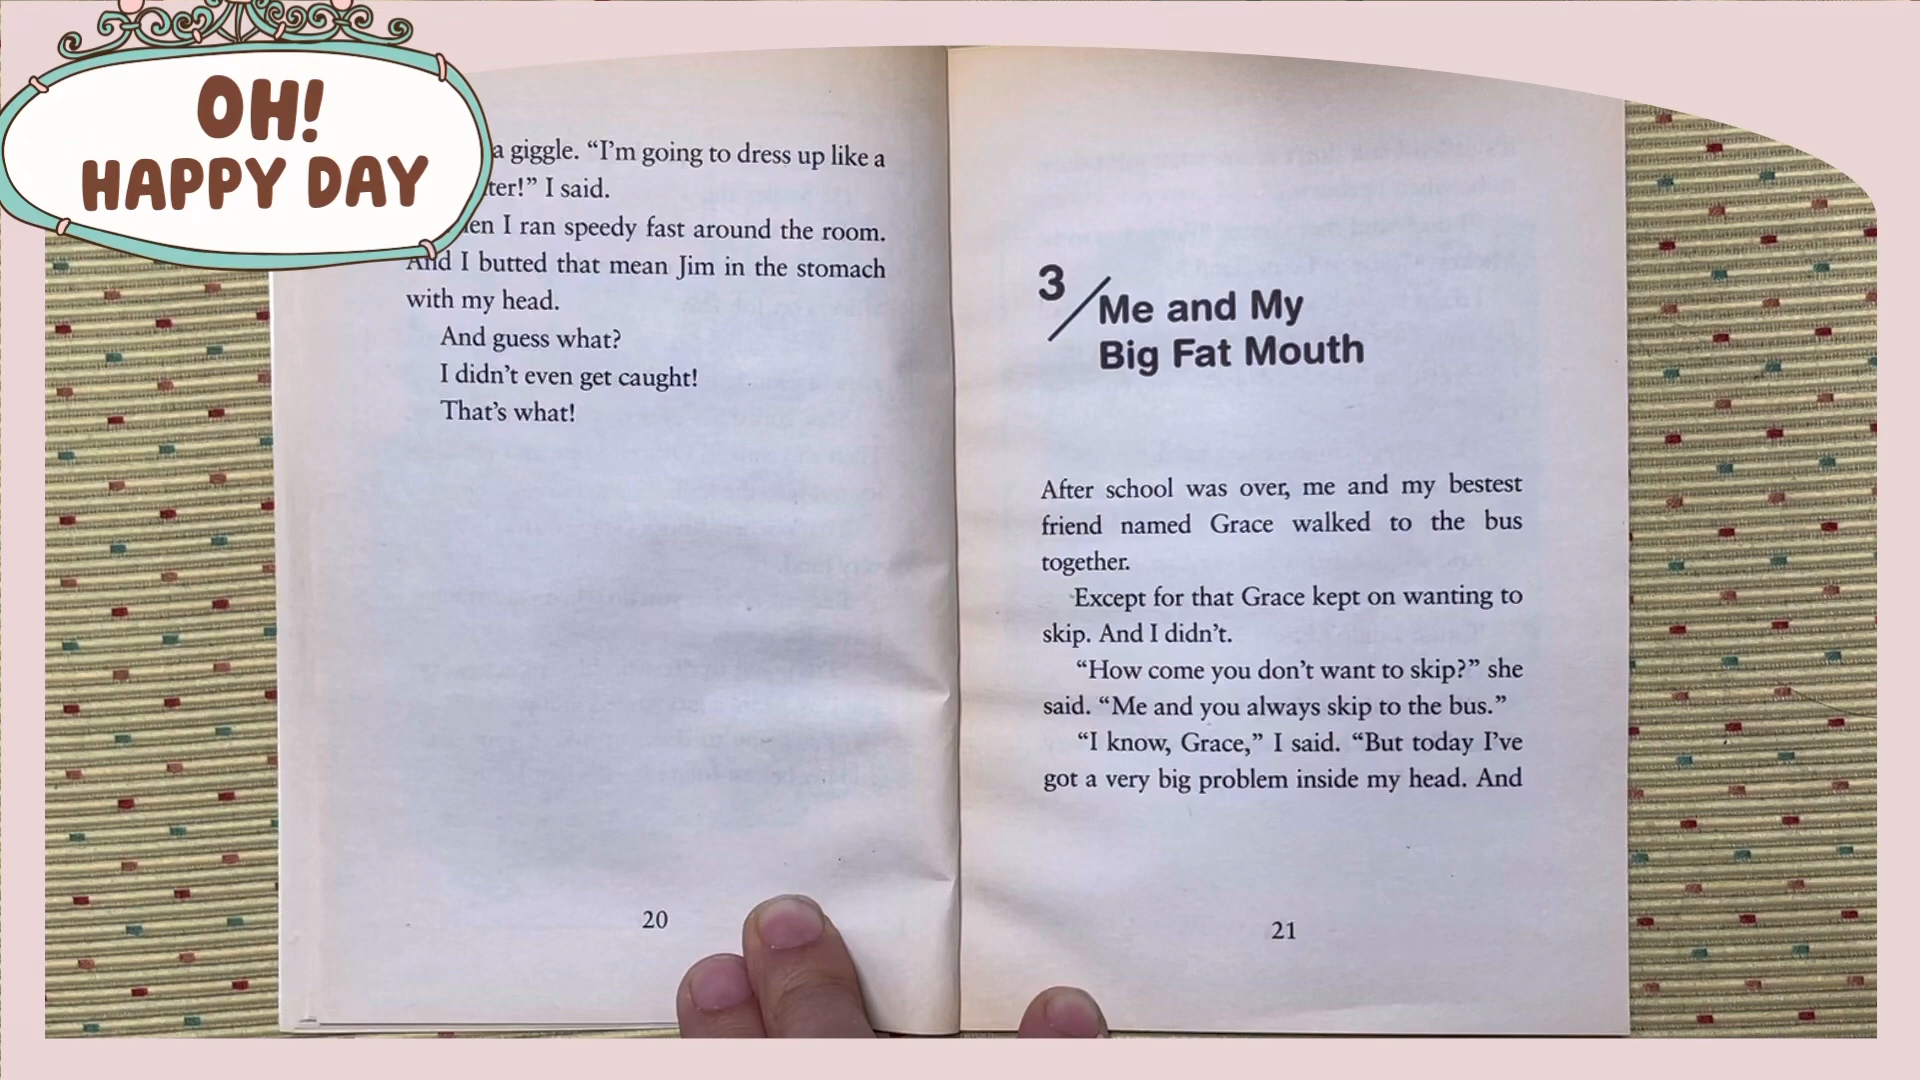 OH!
HAPPY DAY
a giggle. “I’m going to dress up like a
ter!” I said.
en I ran speedy fast around the room.
And I butted that mean Jim in the stomach
with my head.
And guess what?
I didn’t even get caught!
That’s what!
20
3
Me and My
Big Fat Mouth
After school was over, me and my bestest
friend named Grace walked to the bus
together.
Except for that Grace kept on wanting to
skip. And I didn’t.
“How come you don’t want to skip?” she
said. “Me and you always skip to the bus.”
“I know, Grace,” I said. “But today I’ve
got a very big problem inside my head. And
21